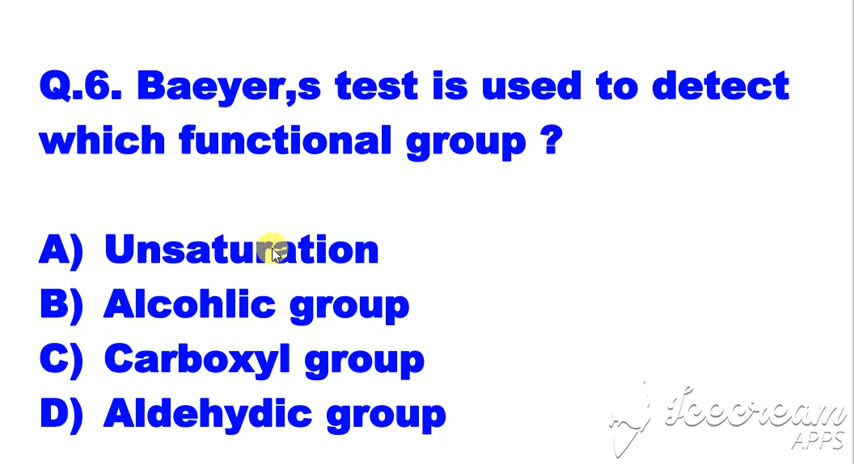 Q.6. Baeyer,s test is used to detect
which functional group ?
A) Unsaturation
B) Alcohlic group
C) Carboxyl group
D) Aldehydic group
Icecream
APPS